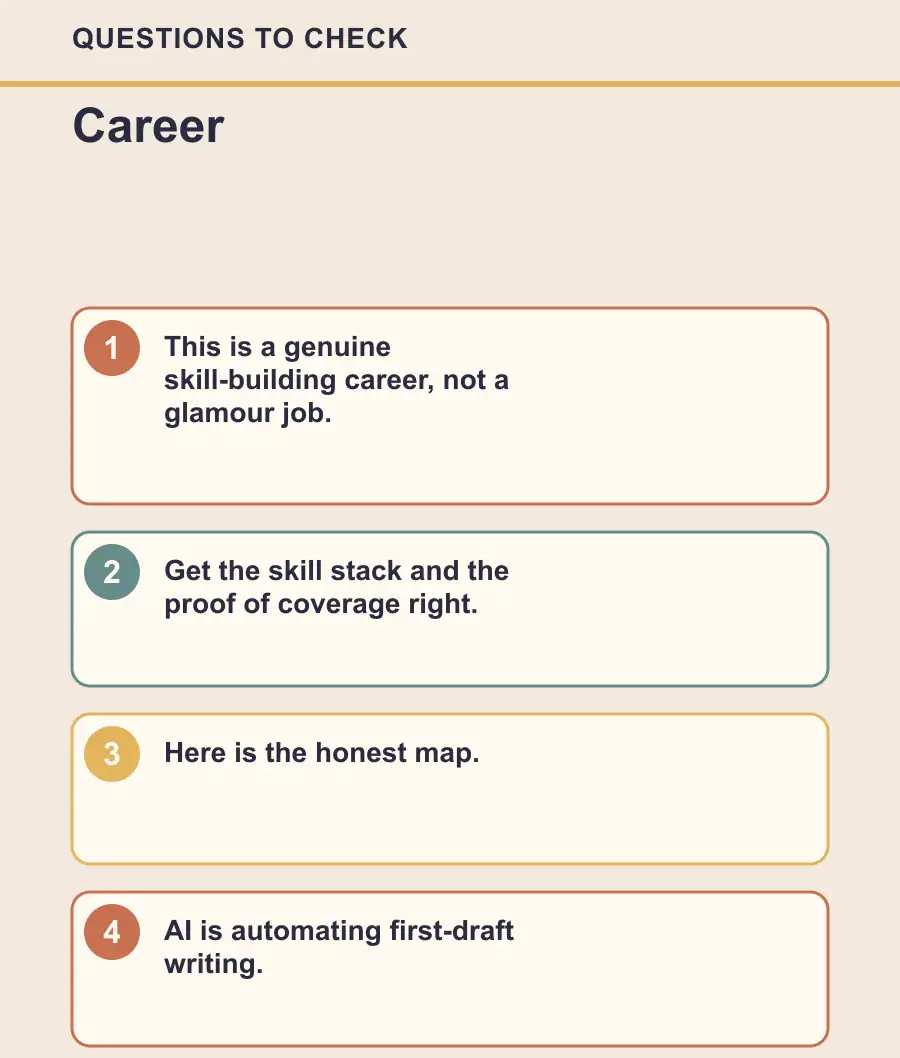 QUESTIONS TO CHECK
Career
1
This is a genuine
skill-building career, not a
glamour job.
2
Get the skill stack and the
proof of coverage right.
3
Here is the honest map.
4
AI is automating first-draft
writing.